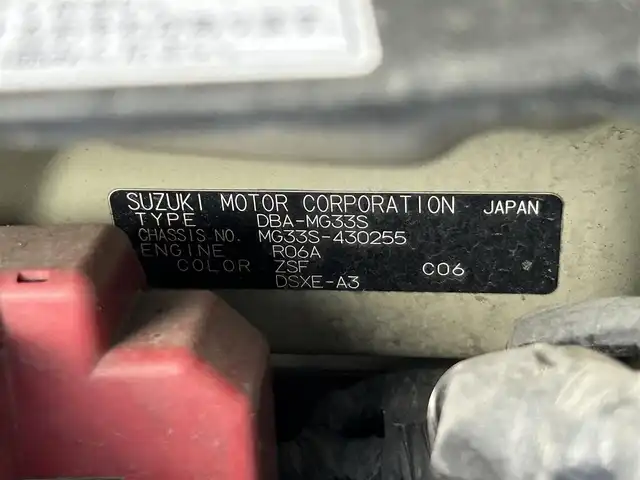 SUZUKI MOTOR CORPORATION JAPAN
TYPE DBA-MG33S
CHASSIS NO. MG33S-430255
ENGINE R06A
COLOR ZSF C06
DSXE-A3